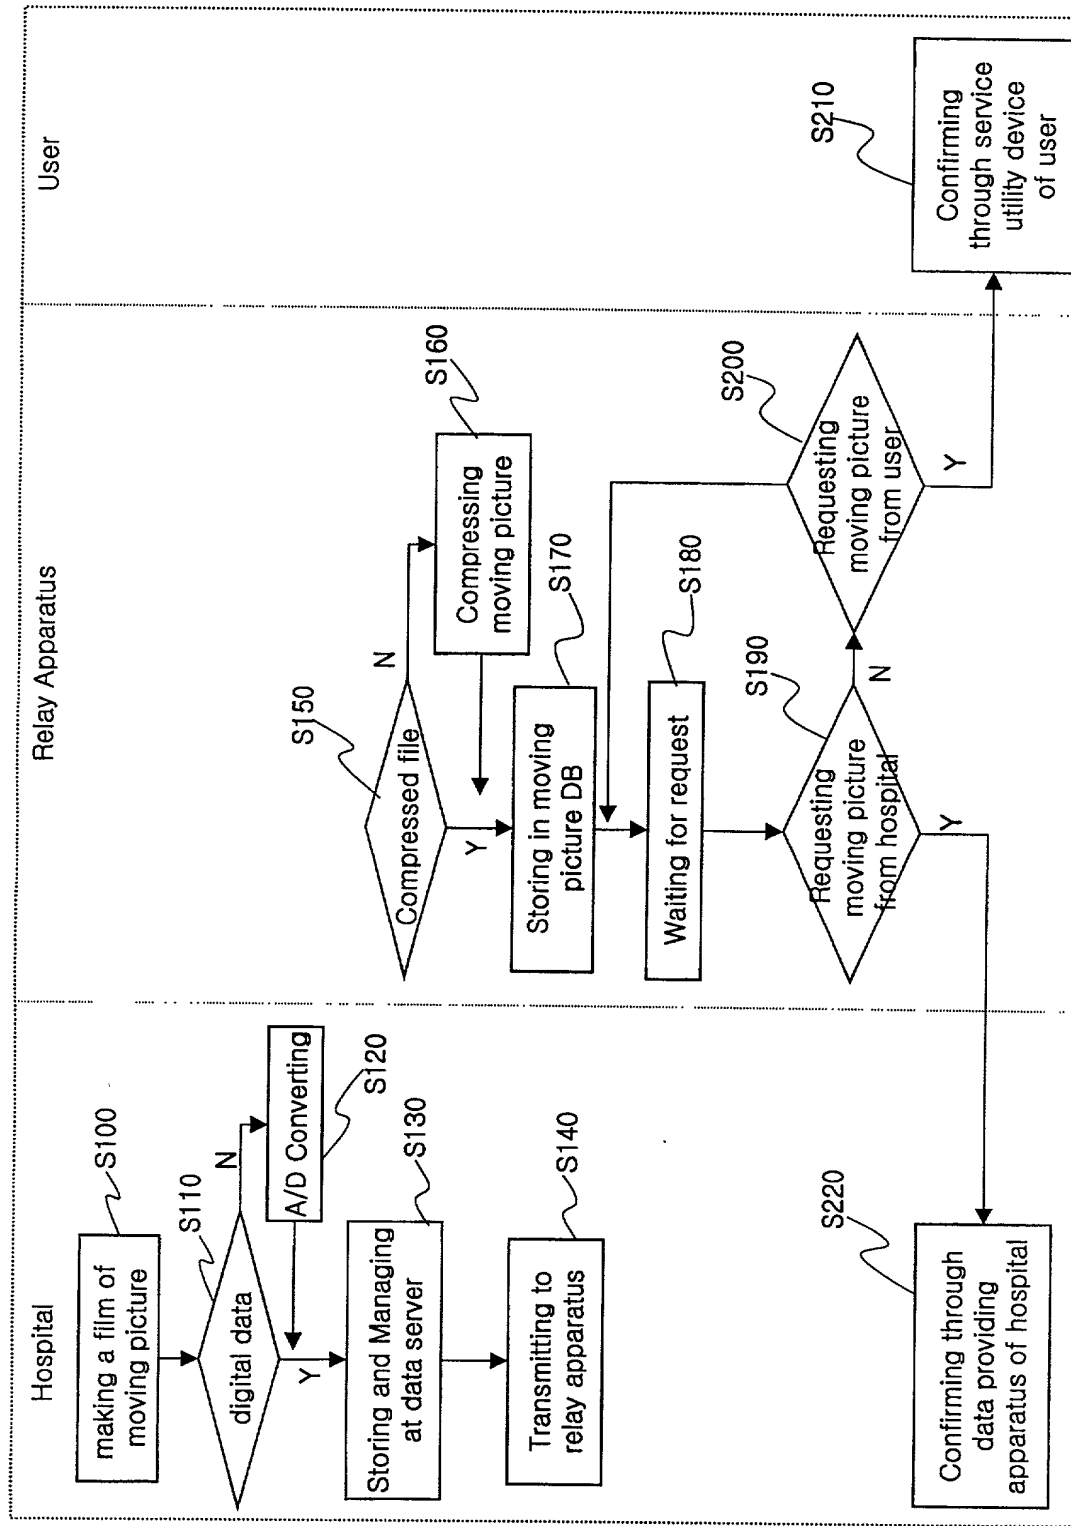 Hospital
making a film of
moving picture
S100
digital data
S110
N
Y
A/D Converting
S120
Storing and Managing
at data server
S130
Transmitting to
relay apparatus
S140
Confirming through
data providing
apparatus of hospital
S220
Relay Apparatus
Compressed file
S150
N
Y
Compressing
moving picture
S160
Storing in moving
picture DB
S170
Waiting for request
S180
Requesting
moving picture
from hospital
S190
N
Y
Requesting
moving picture
from user
S200
Y
User
Confirming
through service
utility device
of user
S210